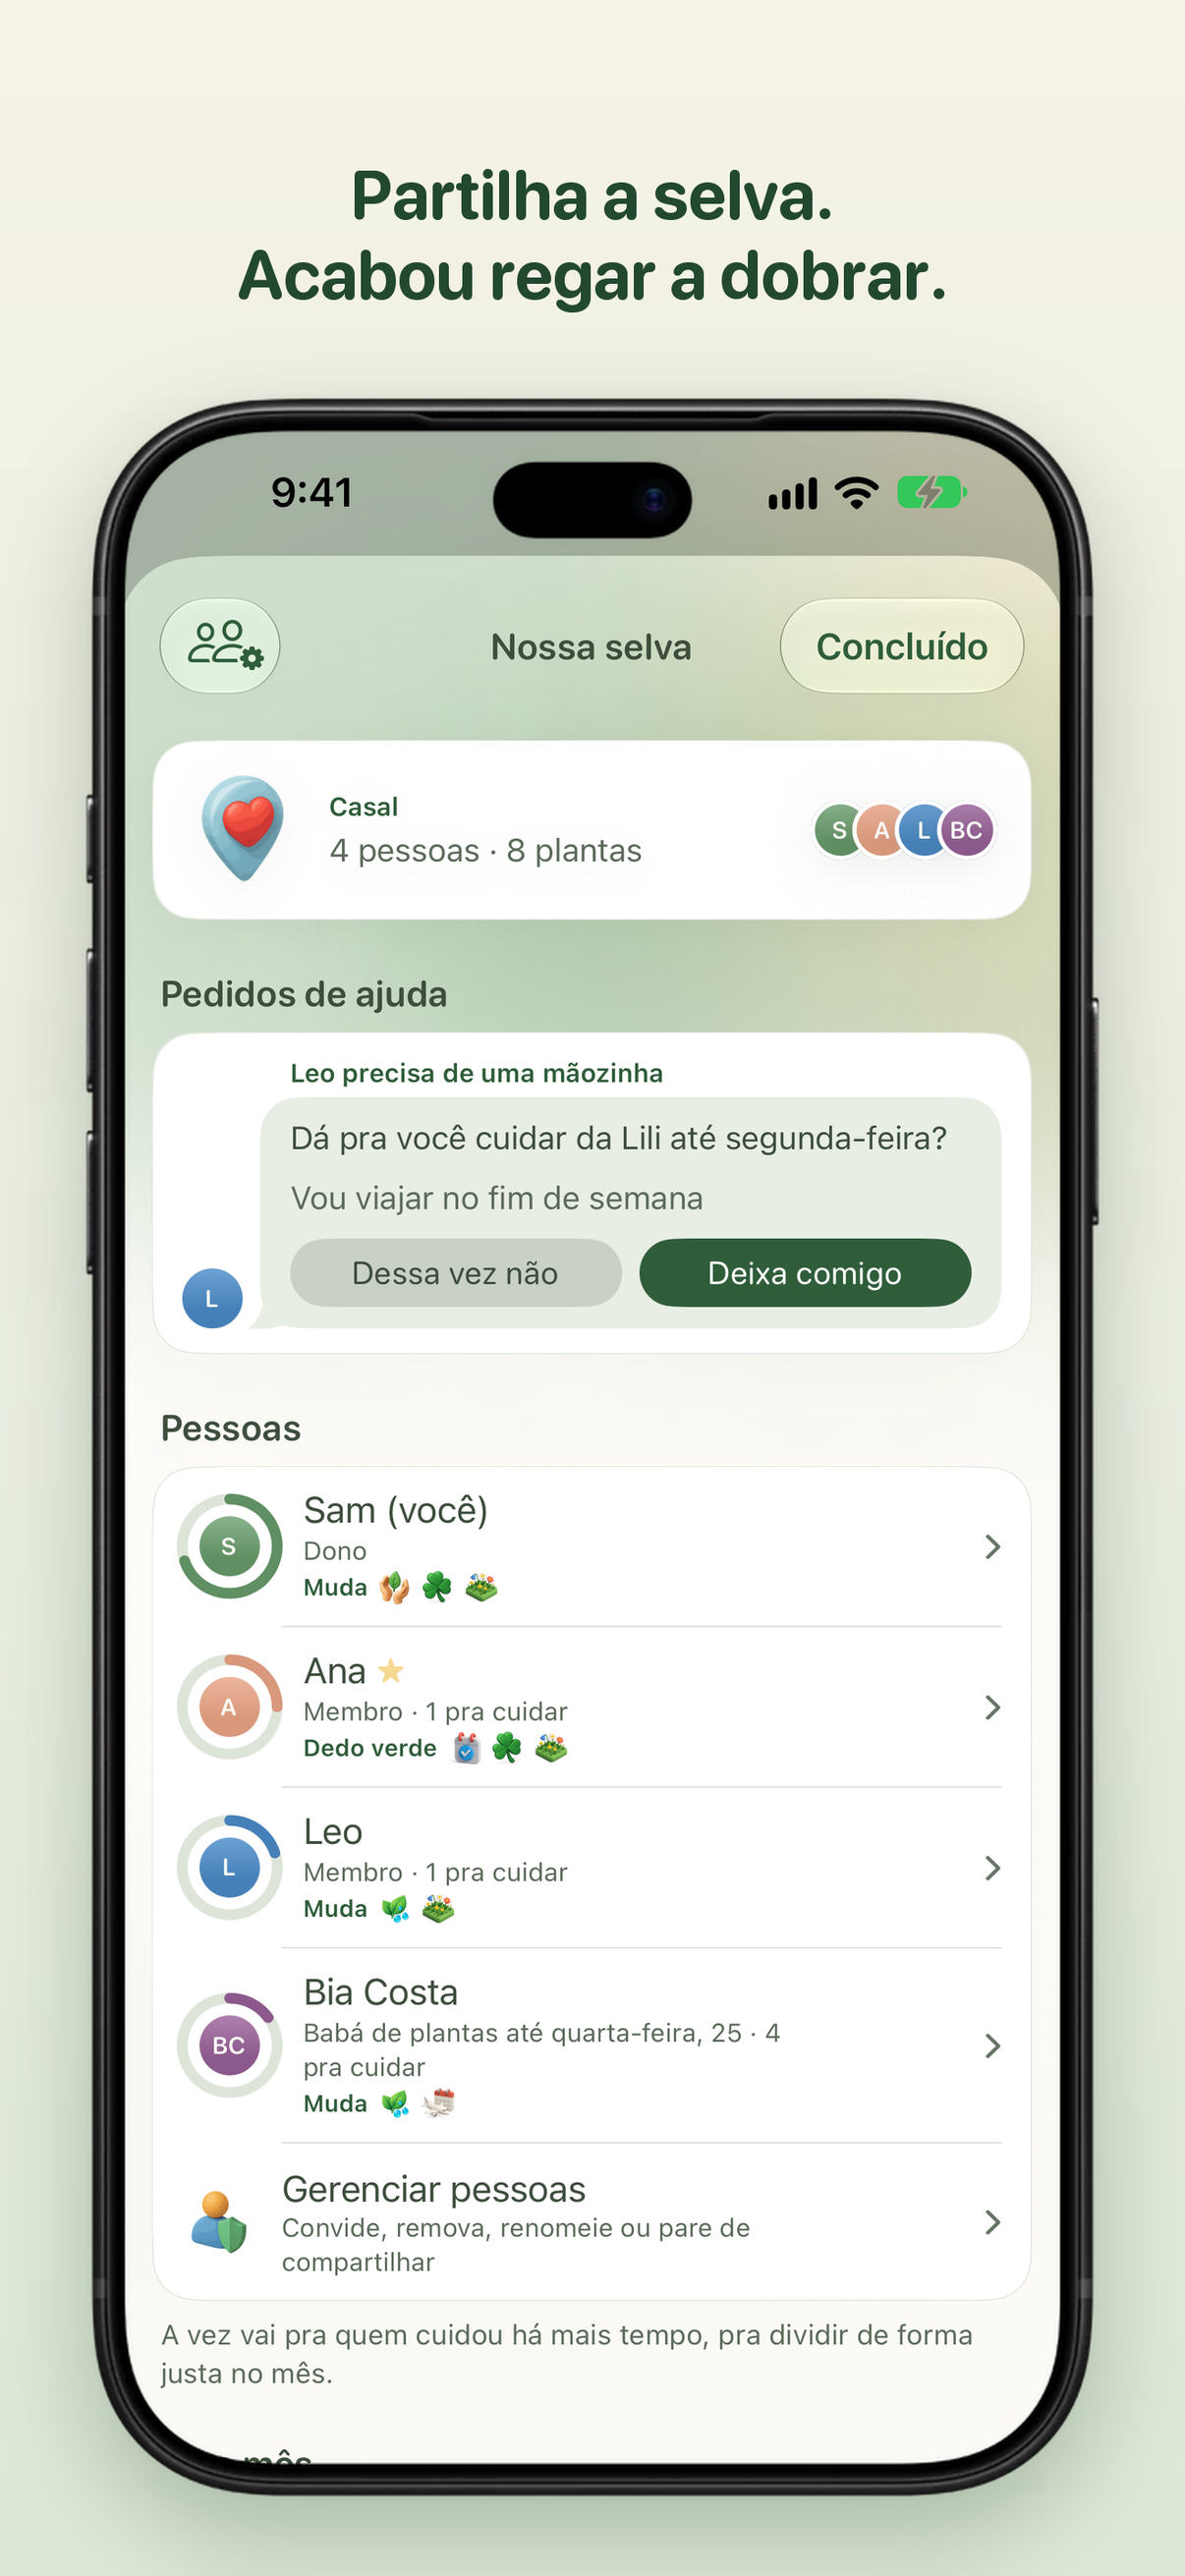 Partilha a selva.
Acabou regar a dobrar.
9:41
Nossa selva
Concluído
Casal
4 pessoas · 8 plantas
S A L BC
Pedidos de ajuda
Leo precisa de uma mãozinha
Dá pra você cuidar da Lili até segunda-feira?
Vou viajar no fim de semana
Dessa vez não
Deixa comigo
L
Pessoas
S
Sam (você)
Dono
Muda
A
Ana
Membro · 1 pra cuidar
Dedo verde
L
Leo
Membro · 1 pra cuidar
Muda
BC
Bia Costa
Babá de plantas até quarta-feira, 25 · 4
pra cuidar
Muda
Gerenciar pessoas
Convide, remova, renomeie ou pare de
compartilhar
A vez vai pra quem cuidou há mais tempo, pra dividir de forma
justa no mês.
mês